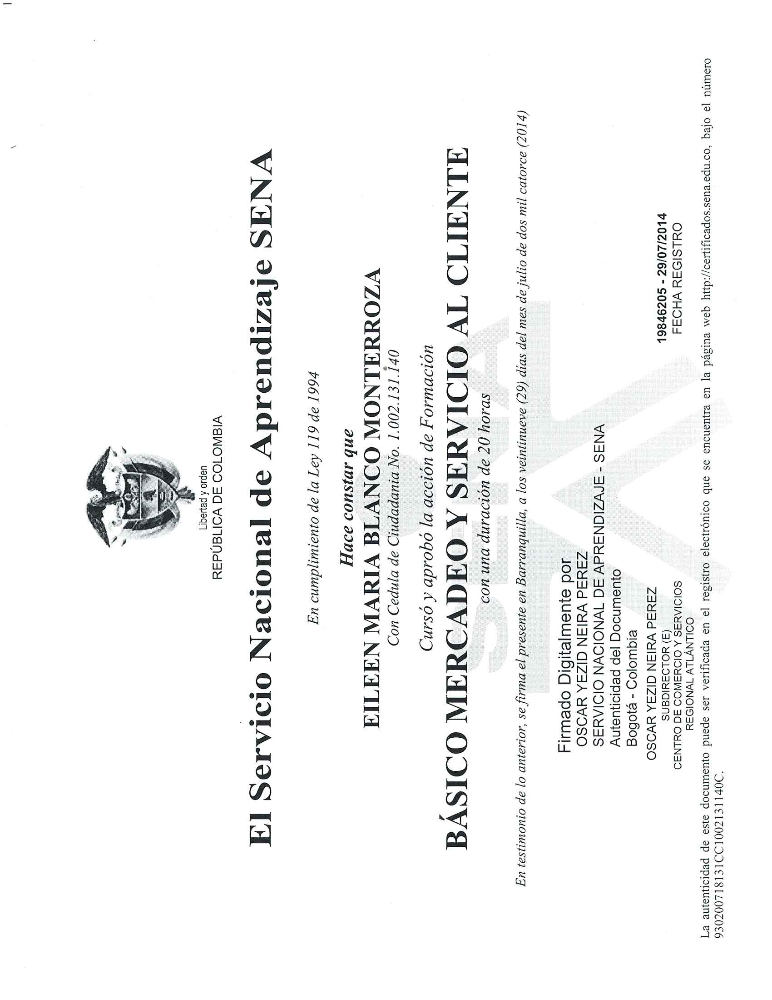 Libertad y orden
REPÚBLICA DE COLOMBIA
El Servicio Nacional de Aprendizaje SENA
En cumplimiento de la Ley 119 de 1994
Hace constar que
EILEEN MARIA BLANCO MONTERROZA
Con Cedula de Ciudadania No. 1.002.131.140
Cursó y aprobó la acción de Formación
BÁSICO MERCADEO Y SERVICIO AL CLIENTE
con una duración de 20 horas
SENA
En testimonio de lo anterior, se firma el presente en Barranquilla, a los veintinueve (29) días del mes de julio de dos mil catorce (2014)
Firmado Digitalmente por
OSCAR YEZID NEIRA PEREZ
SERVICIO NACIONAL DE APRENDIZAJE - SENA
Autenticidad del Documento
Bogotá - Colombia
OSCAR YEZID NEIRA PEREZ
SUBDIRECTOR (E)
CENTRO DE COMERCIO Y SERVICIOS
REGIONAL ATLÁNTICO
19846205 - 29/07/2014
FECHA REGISTRO
La autenticidad de este documento puede ser verificada en el registro electrónico que se encuentra en la página web http://certificados.sena.edu.co, bajo el número
930200718131CC1002131140C.